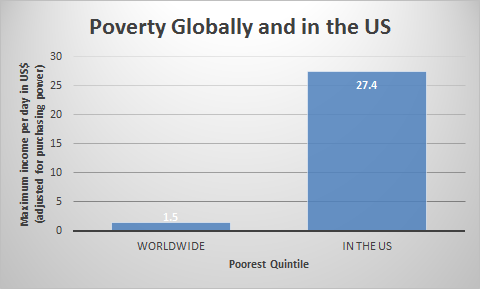 Poverty Globally and in the US
Maximum income per day in US$
(adjusted for purchasing power)
30
25
20
15
10
5
0
1.5
27.4
WORLDWIDE
IN THE US
Poorest Quintile